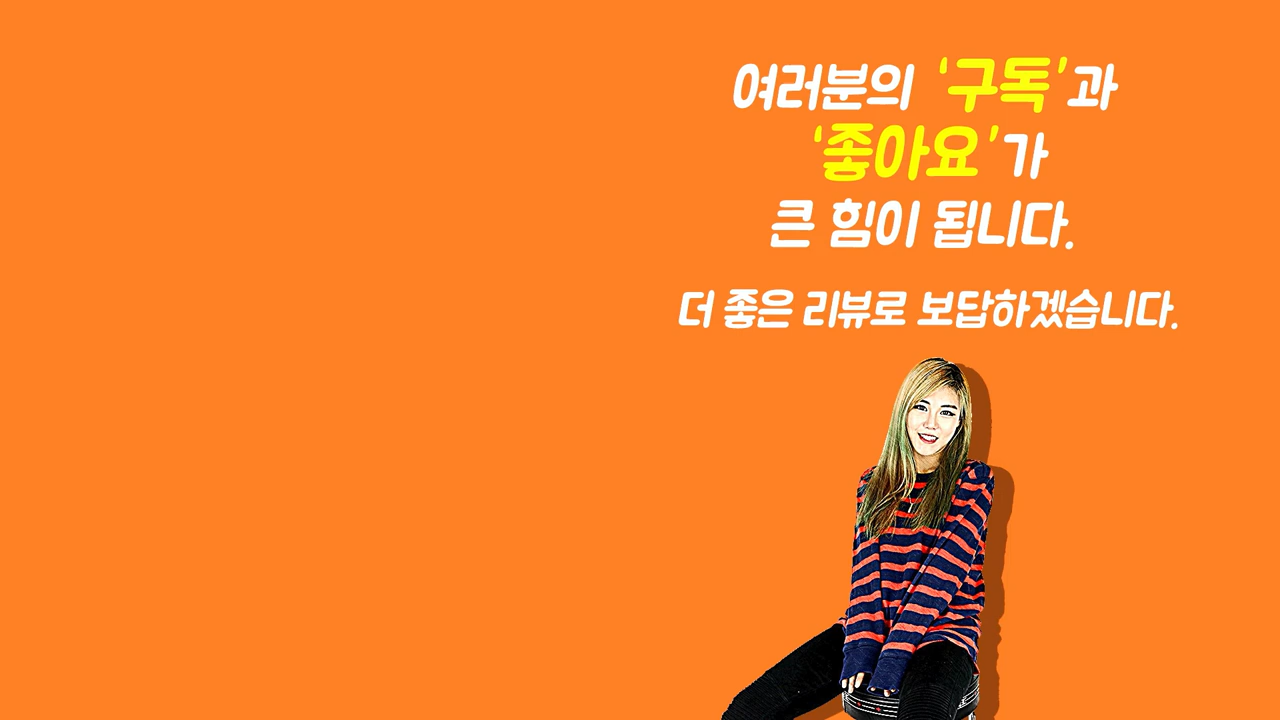 여러분의 ‘구독’과
‘좋아요’가
큰 힘이 됩니다.
더 좋은 리뷰로 보답하겠습니다.